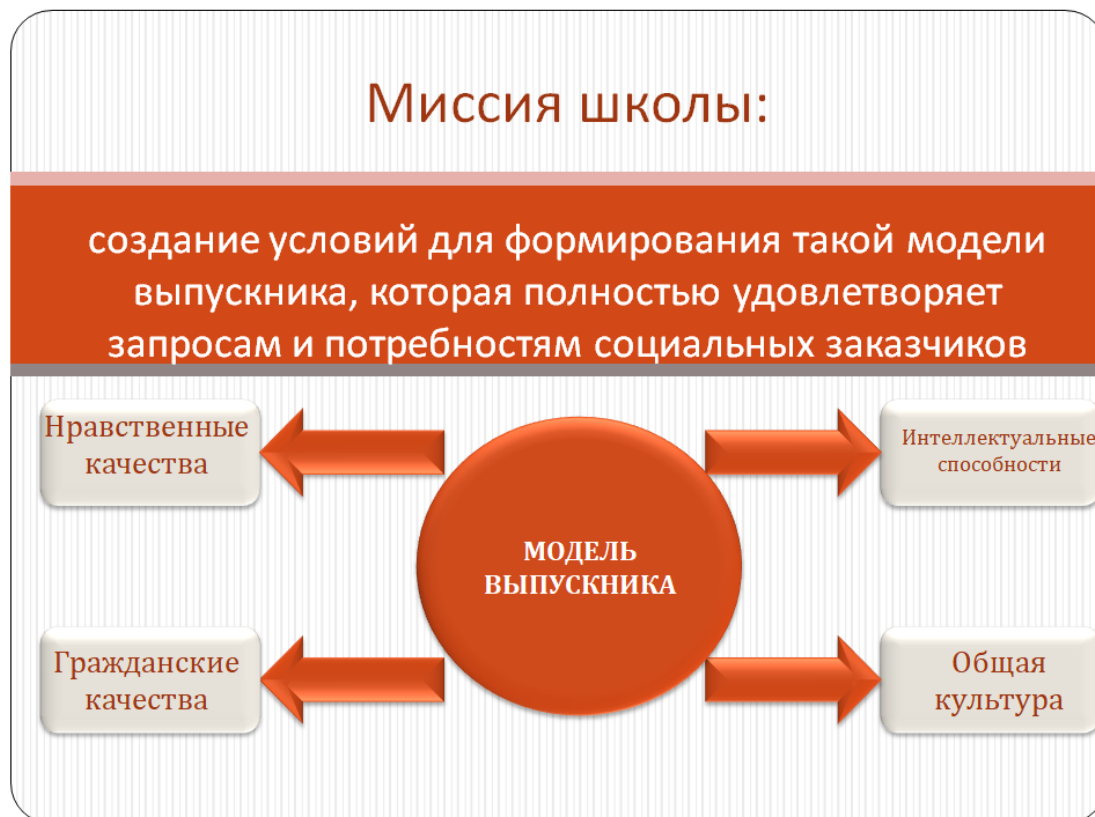 Миссия школы:
создание условий для формирования такой модели
выпускника, которая полностью удовлетворяет
запросам и потребностям социальных заказчиков
Нравственные
качества
Интеллектуальные
способности
МОДЕЛЬ
ВЫПУСКНИКА
Гражданские
качества
Общая
культура